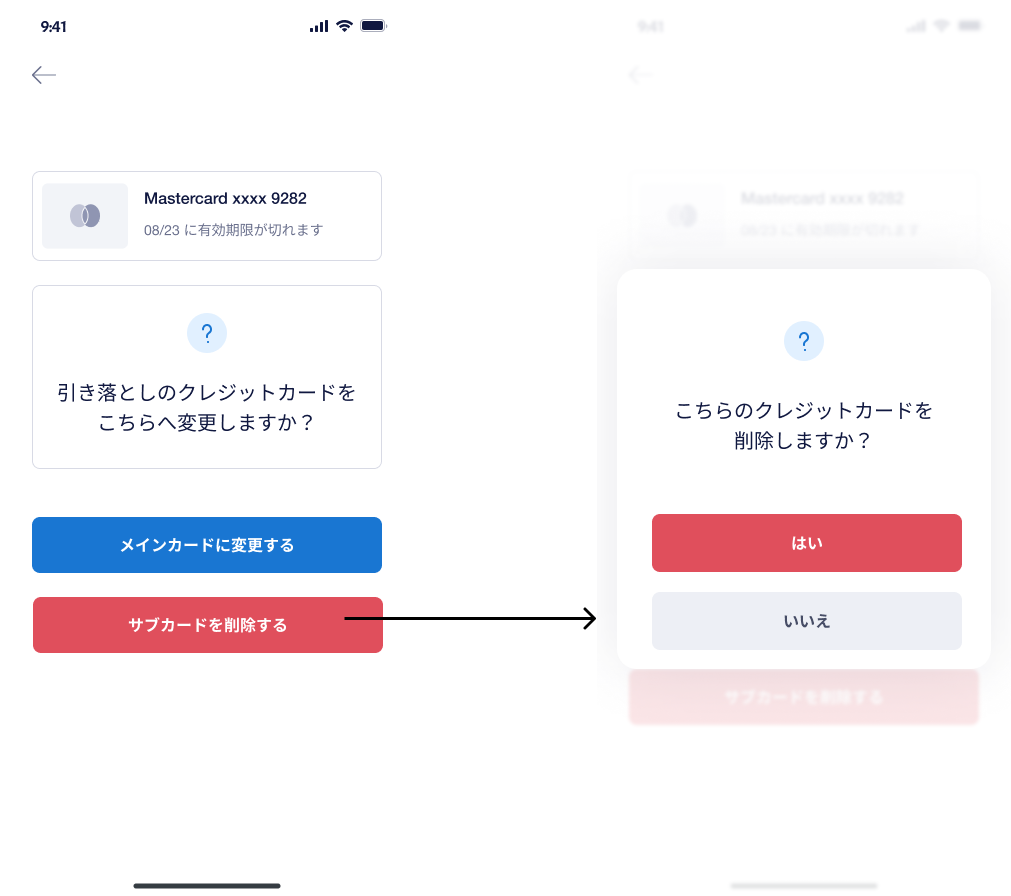 9:41
Mastercard xxxx 9282
08/23 に有効期限が切れます
?
引き落としのクレジットカードを
こちらへ変更しますか？
メインカードに変更する
サブカードを削除する
9:41
Mastercard xxxx 9282
08/23 に有効期限が切れます
?
こちらのクレジットカードを
削除しますか？
はい
いいえ
サブカードを削除する